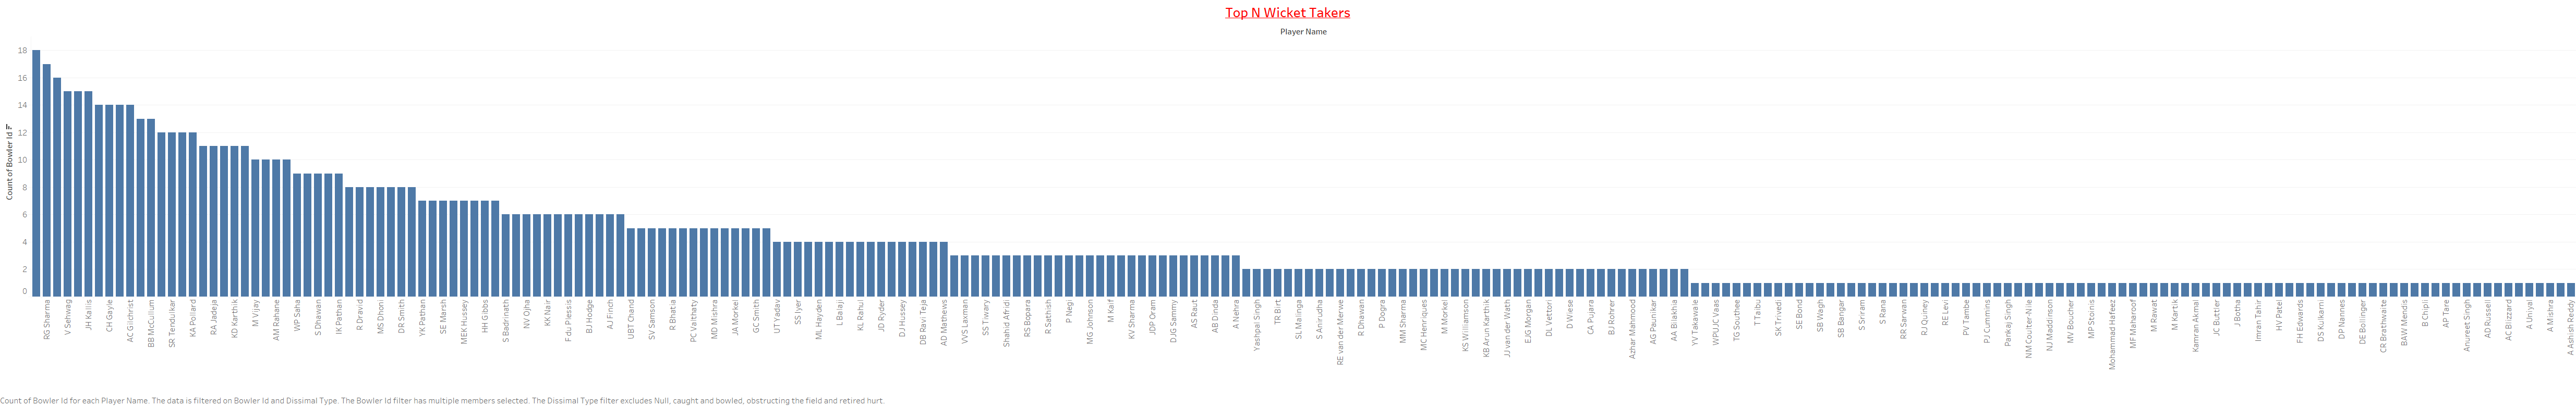 Top N Wicket Takers
Player Name
Count of Bowler Id
18
16
14
12
10
8
6
4
2
0
RG Sharma
V Sehwag
JH Kallis
CH Gayle
AC Gilchrist
BB McCullum
SR Tendulkar
KA Pollard
RA Jadeja
KD Karthik
M Vijay
AM Rahane
WP Saha
S Dhawan
IK Pathan
R Dravid
MS Dhoni
DR Smith
YK Pathan
SE Marsh
MEK Hussey
HH Gibbs
S Badrinath
NV Ojha
KK Nair
F du Plessis
BJ Hodge
AJ Finch
UBT Chand
SV Samson
R Bhatia
PC Valthaty
MD Mishra
JA Morkel
GC Smith
UT Yadav
SS Iyer
ML Hayden
L Balaji
KL Rahul
JD Ryder
DJ Hussey
DB Ravi Teja
AD Mathews
VVS Laxman
SS Tiwary
Shahid Afridi
RS Bopara
R Sathish
P Negi
MG Johnson
M Kaif
KV Sharma
JDP Oram
DJG Sammy
AS Raut
AB Dinda
A Nehra
Yashpal Singh
TR Birt
SL Malinga
S Anirudha
RE van der Merwe
R Dhawan
P Dogra
MM Sharma
MC Henriques
M Morkel
KS Williamson
KB Arun Karthik
JJ van der Wath
EJG Morgan
DL Vettori
D Wiese
CA Pujara
BJ Rohrer
Azhar Mahmood
AG Paunikar
AA Bilakhia
YV Takawale
WPUJC Vaas
TG Southee
T Taibu
SK Trivedi
SE Bond
SB Wagh
SB Bangar
S Sriram
S Rana
RR Sarwan
RJ Quiney
RE Levi
PV Tambe
PJ Cummins
Pankaj Singh
NM Coulter-Nile
NJ Maddinson
MV Boucher
MP Stoinis
Mohammad Hafeez
MF Maharoof
M Rawat
M Kartik
Kamran Akmal
JC Buttler
J Botha
Imran Tahir
HV Patel
FH Edwards
DS Kulkarni
DP Nannes
DE Bollinger
CR Brathwaite
BAW Mendis
B Chipli
AP Tare
Anureet Singh
AD Russell
AC Blizzard
A Uniyal
A Mishra
A Ashish Reddy
Count of Bowler Id for each Player Name. The data is filtered on Bowler Id and Dissimal Type. The Bowler Id filter has multiple members selected. The Dissimal Type filter excludes Null, caught and bowled, obstructing the field and retired hurt.